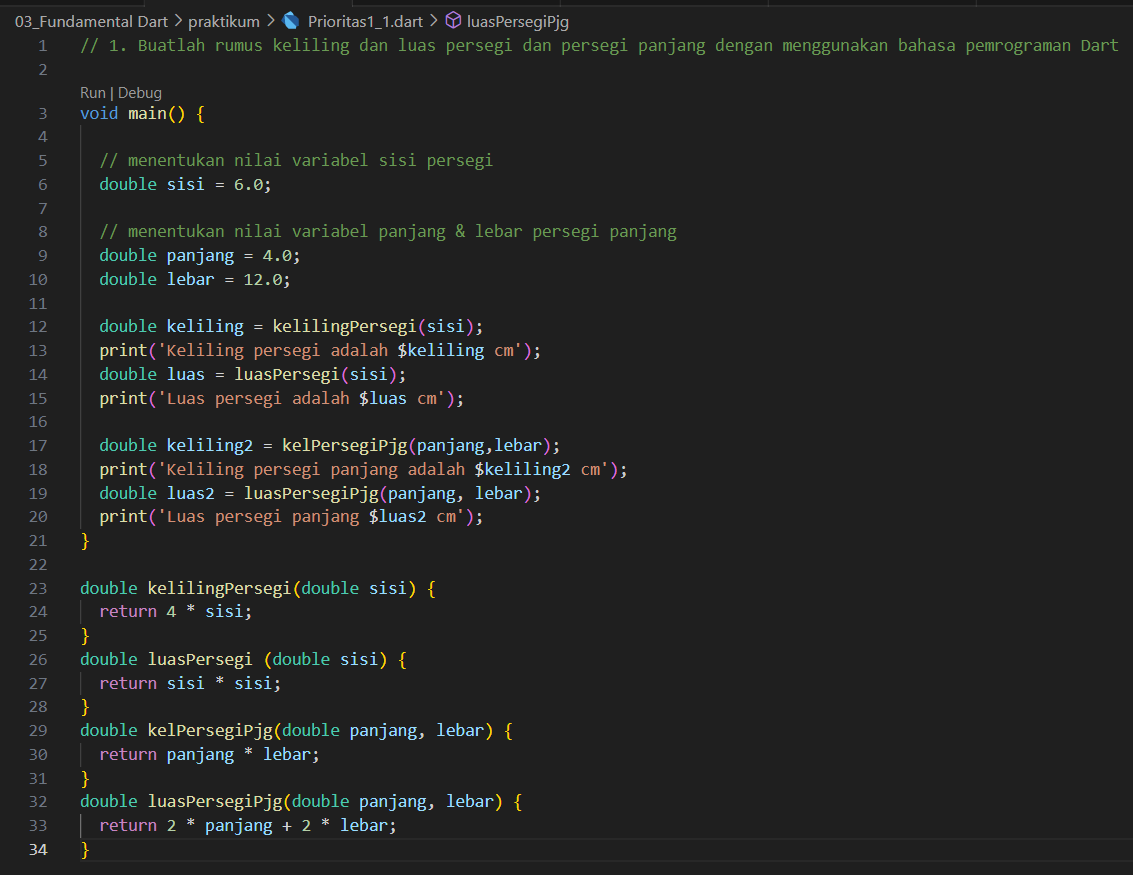 03_Fundamental Dart > praktikum > Prioritas1_1.dart > luasPersegiPjg
1 // 1. Buatlah rumus keliling dan luas persegi dan persegi panjang dengan menggunakan bahasa pemrograman Dart
2
Run | Debug
3 void main() {
4
5 // menentukan nilai variabel sisi persegi
6 double sisi = 6.0;
7
8 // menentukan nilai variabel panjang & lebar persegi panjang
9 double panjang = 4.0;
10 double lebar = 12.0;
11
12 double keliling = kelilingPersegi(sisi);
13 print('Keliling persegi adalah $keliling cm');
14 double luas = luasPersegi(sisi);
15 print('Luas persegi adalah $luas cm');
16
17 double keliling2 = kelPersegiPjg(panjang,lebar);
18 print('Keliling persegi panjang adalah $keliling2 cm');
19 double luas2 = luasPersegiPjg(panjang, lebar);
20 print('Luas persegi panjang $luas2 cm');
21 }
22
23 double kelilingPersegi(double sisi) {
24 return 4 * sisi;
25 }
26 double luasPersegi (double sisi) {
27 return sisi * sisi;
28 }
29 double kelPersegiPjg(double panjang, lebar) {
30 return panjang * lebar;
31 }
32 double luasPersegiPjg(double panjang, lebar) {
33 return 2 * panjang + 2 * lebar;
34 }